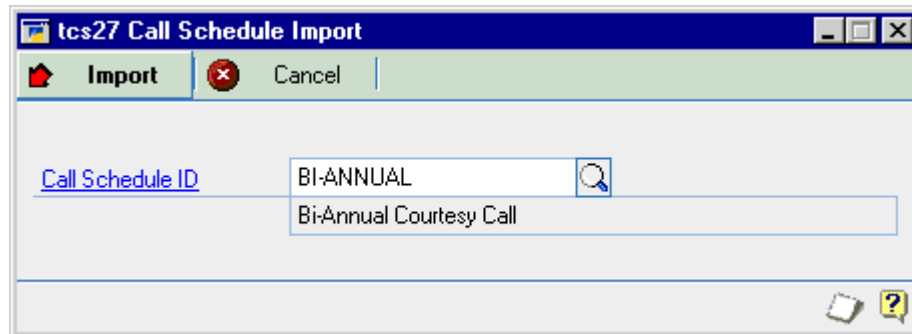 tcs27 Call Schedule Import
Import Cancel
Call Schedule ID BI-ANNUAL
Bi-Annual Courtesy Call